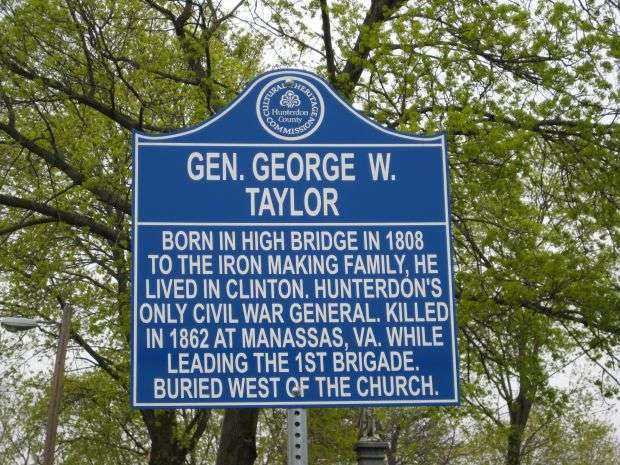 CULTURAL HERITAGE
Hunterdon
County
COMMISSION
GEN. GEORGE W.
TAYLOR
BORN IN HIGH BRIDGE IN 1808
TO THE IRON MAKING FAMILY, HE
LIVED IN CLINTON. HUNTERDON'S
ONLY CIVIL WAR GENERAL. KILLED
IN 1862 AT MANASSAS, VA. WHILE
LEADING THE 1ST BRIGADE.
BURIED WEST OF THE CHURCH.